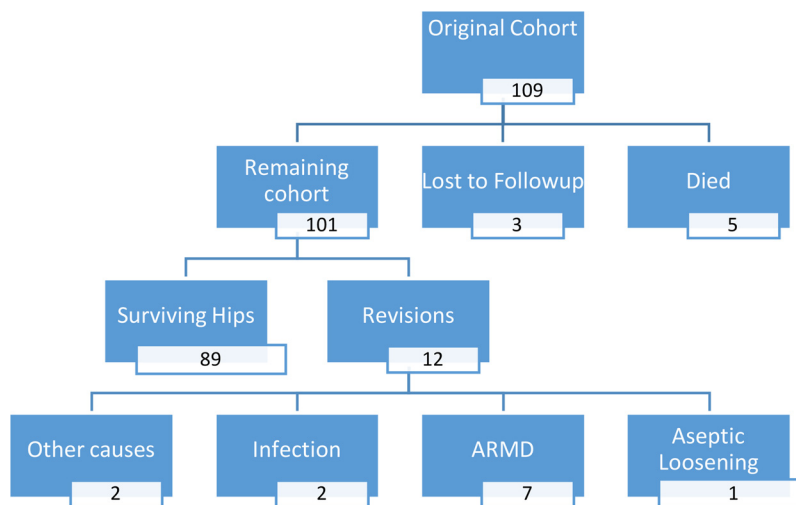 Original Cohort
109
Remaining
cohort
101
Lost to Followup
3
Died
5
Surviving Hips
89
Revisions
12
Other causes
2
Infection
2
ARMD
7
Aseptic
Loosening
1